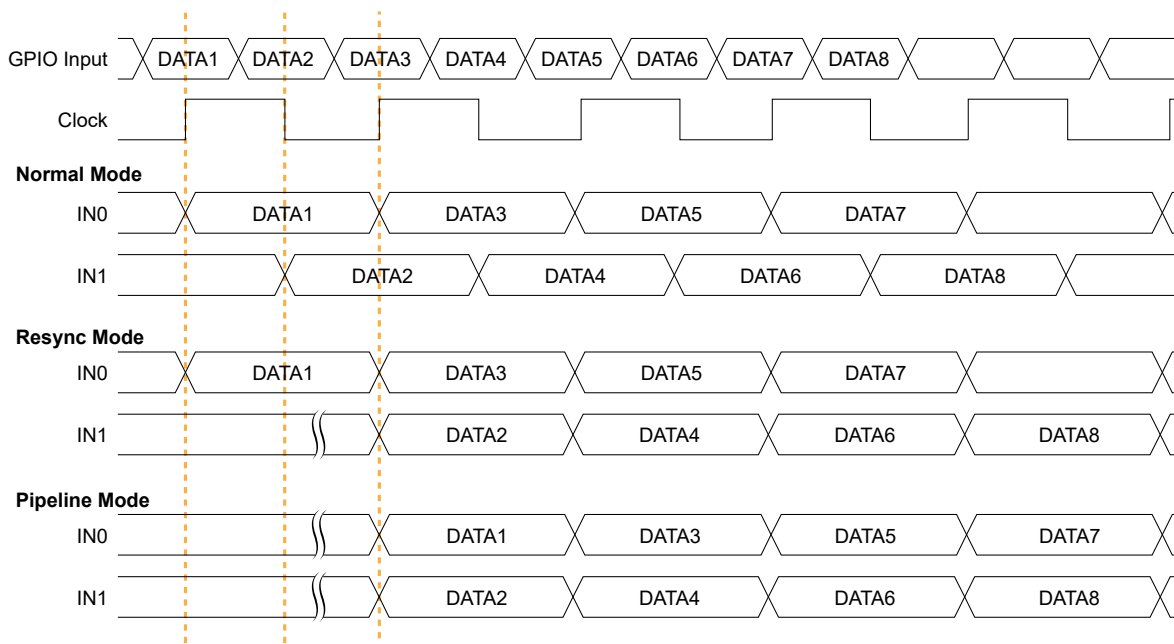 GPIO Input DATA1 DATA2 DATA3 DATA4 DATA5 DATA6 DATA7 DATA8
Clock
Normal Mode
IN0 DATA1 DATA3 DATA5 DATA7
IN1 DATA2 DATA4 DATA6 DATA8
Resync Mode
IN0 DATA1 DATA3 DATA5 DATA7
IN1 DATA2 DATA4 DATA6 DATA8
Pipeline Mode
IN0 DATA1 DATA3 DATA5 DATA7
IN1 DATA2 DATA4 DATA6 DATA8